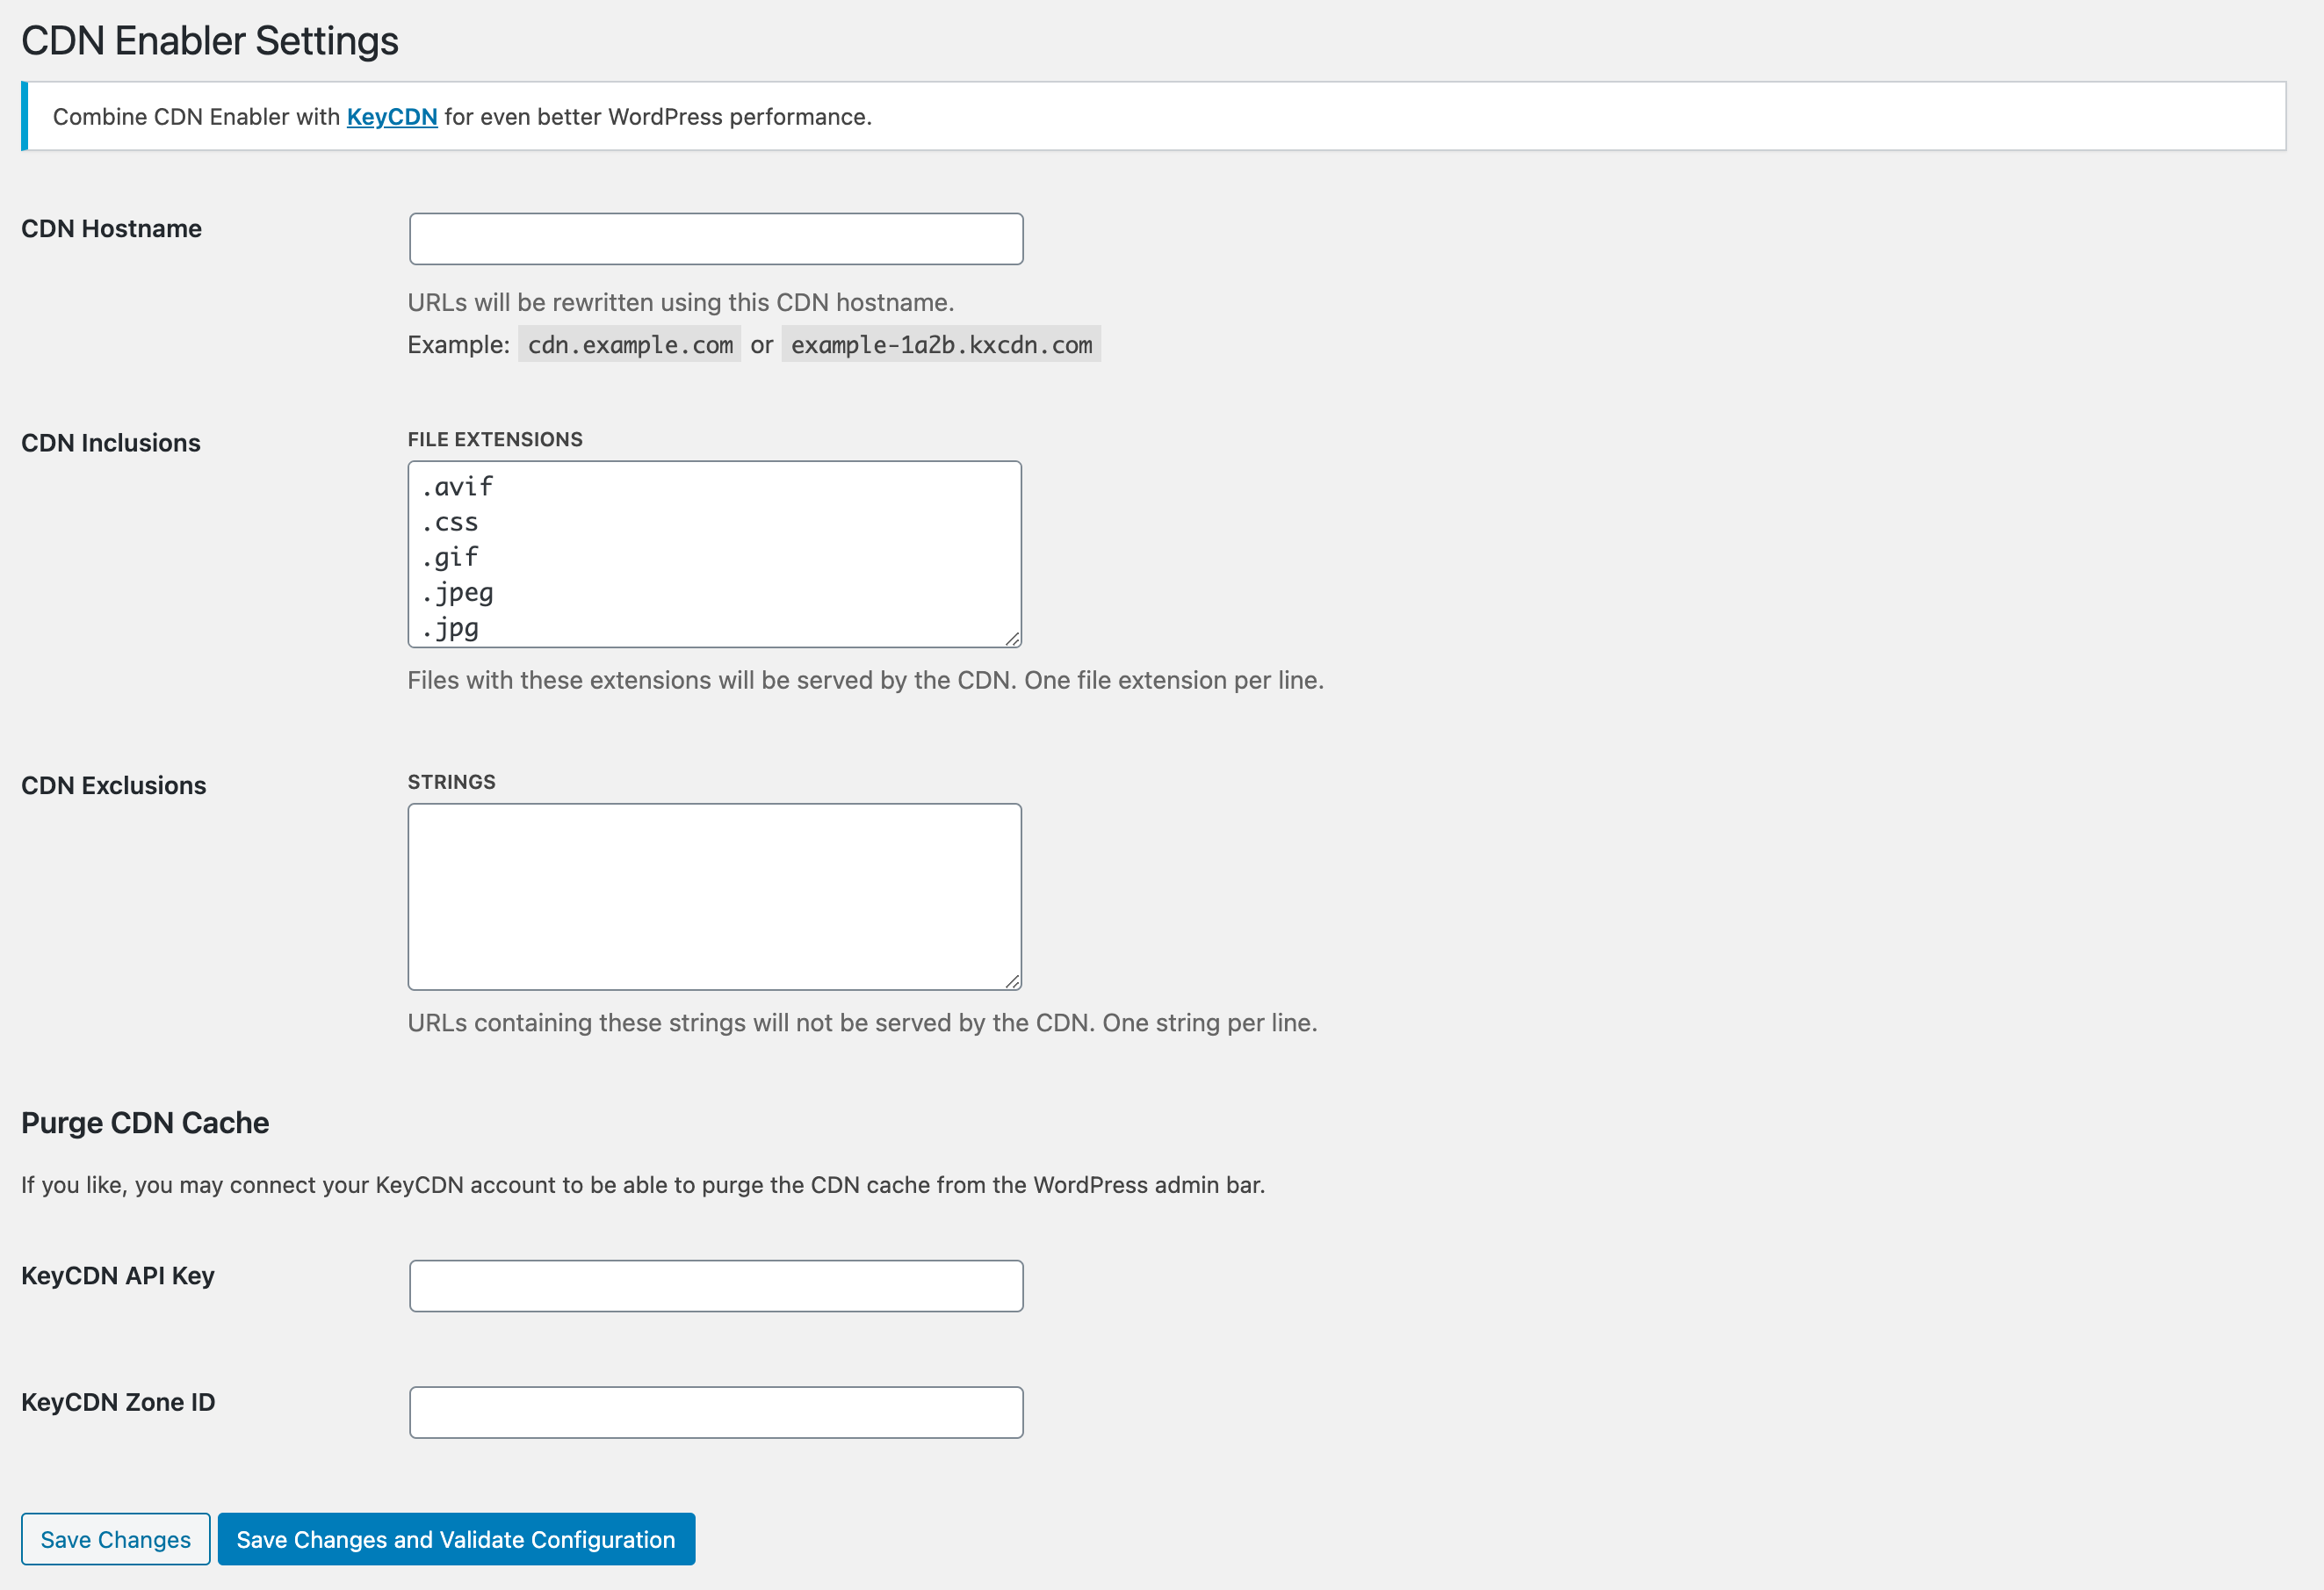 CDN Enabler Settings
Combine CDN Enabler with KeyCDN for even better WordPress performance.
CDN Hostname
URLs will be rewritten using this CDN hostname.
Example: cdn.example.com or example-1a2b.kxcdn.com
CDN Inclusions
FILE EXTENSIONS
.avif
.css
.gif
.jpeg
.jpg
Files with these extensions will be served by the CDN. One file extension per line.
CDN Exclusions
STRINGS
URLs containing these strings will not be served by the CDN. One string per line.
Purge CDN Cache
If you like, you may connect your KeyCDN account to be able to purge the CDN cache from the WordPress admin bar.
KeyCDN API Key
KeyCDN Zone ID
Save Changes
Save Changes and Validate Configuration